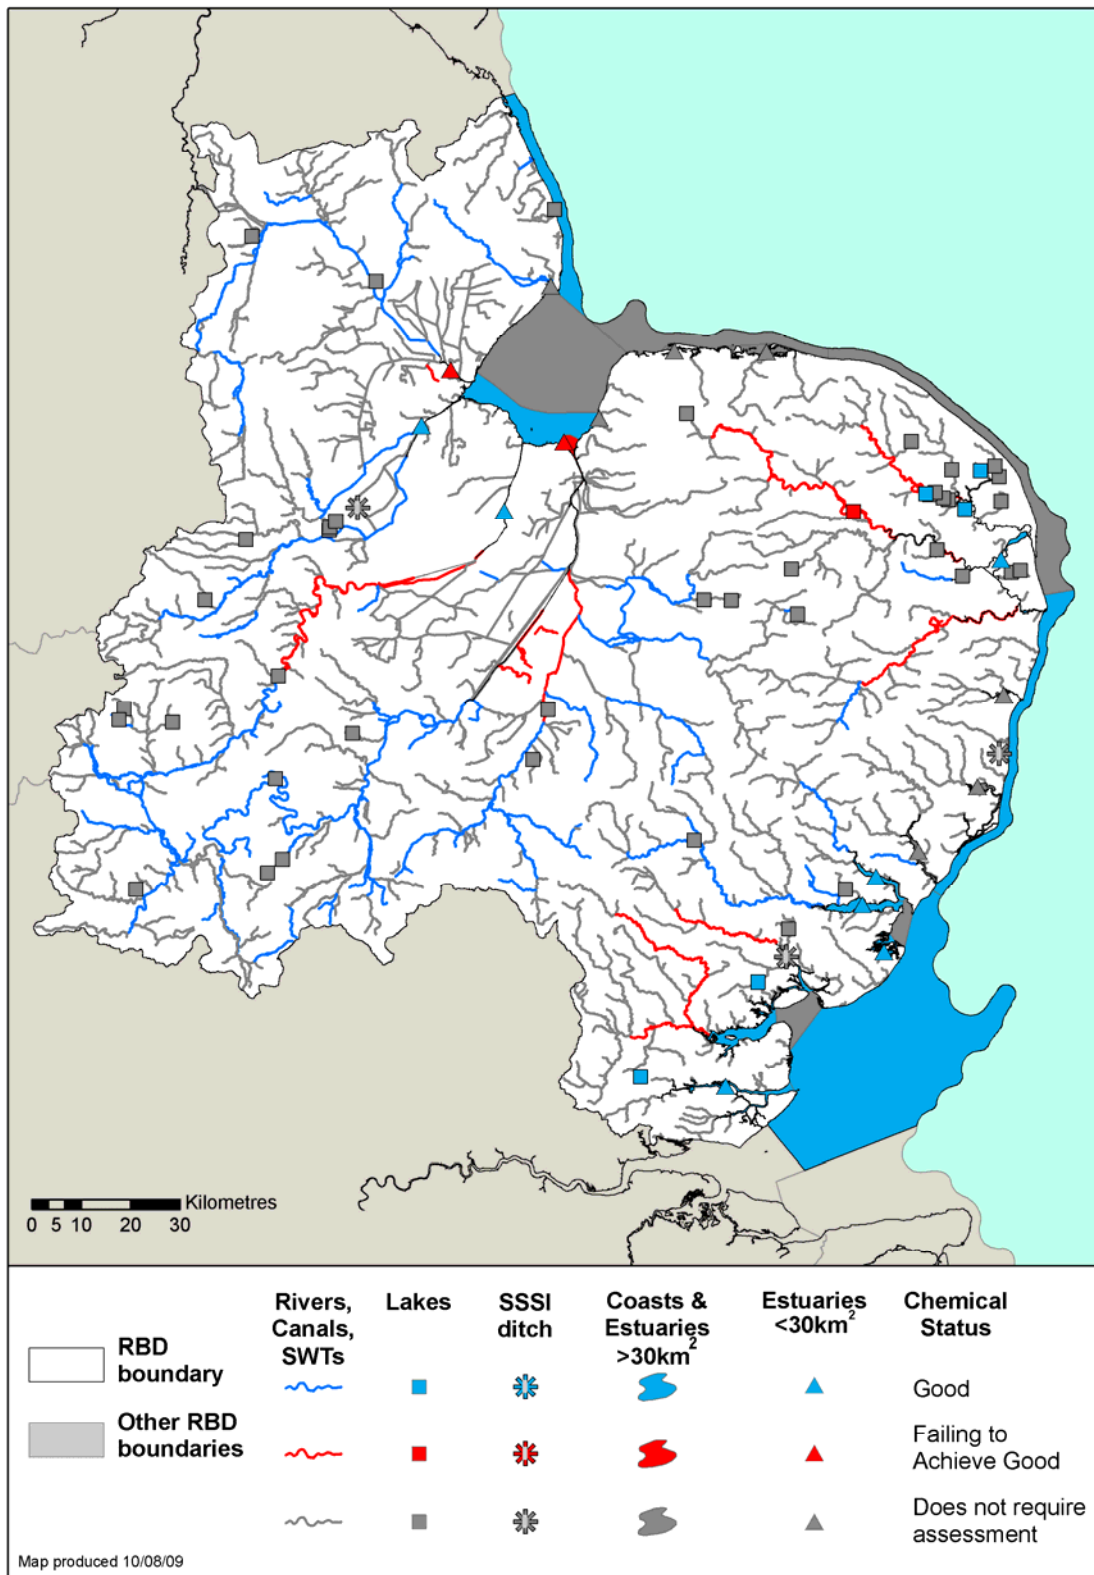 Kilometres
0 5 10 20 30
Rivers,
Canals,
SWTs
Lakes
SSSI
ditch
Coasts &
Estuaries
>30km2
Estuaries
<30km2
Chemical
Status
RBD
boundary
Other RBD
boundaries
Good
Failing to
Achieve Good
Does not require
assessment
Map produced 10/08/09